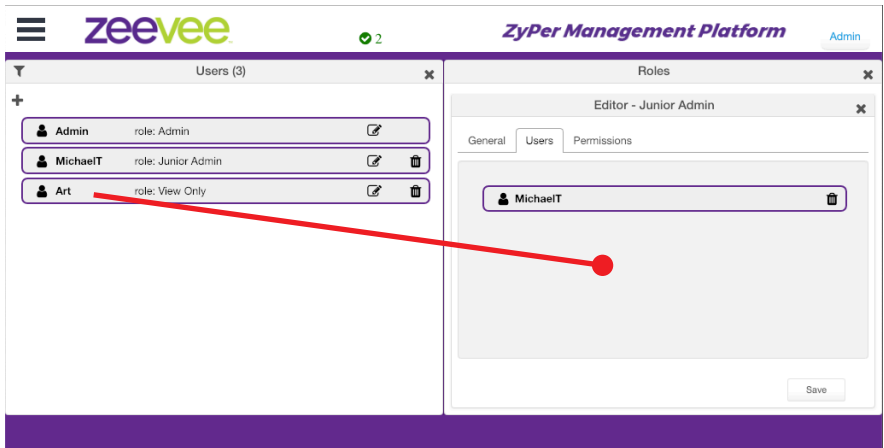 zeevee
2
ZyPer Management Platform
Admin
Users (3)
Admin role: Admin
MichaelT role: Junior Admin
Art role: View Only
Roles
Editor - Junior Admin
General Users Permissions
MichaelT
Save